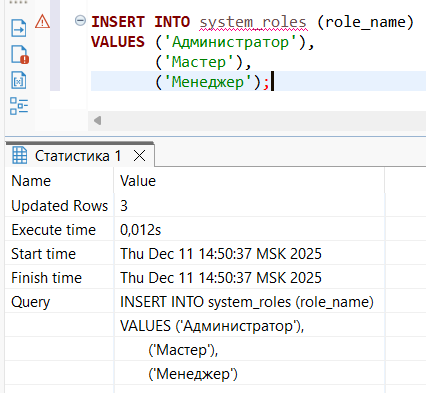 INSERT INTO system_roles (role_name)
VALUES ('Администратор'),
('Мастер'),
('Менеджер');
Статистика 1
Name Value
Updated Rows 3
Execute time 0,012s
Start time Thu Dec 11 14:50:37 MSK 2025
Finish time Thu Dec 11 14:50:37 MSK 2025
Query INSERT INTO system_roles (role_name)
VALUES ('Администратор'),
('Мастер'),
('Менеджер')